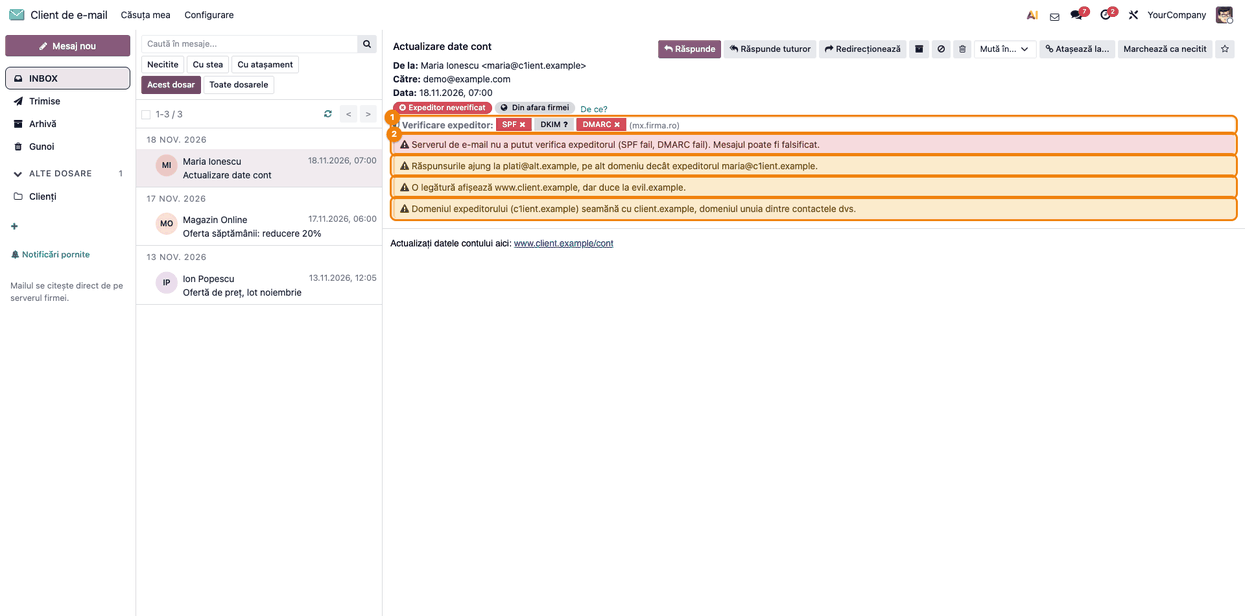 Client de e-mail Căsuța mea Configurare
AI 7 2 YourCompany
Mesaj nou
INBOX
Trimise
Arhivă
Gunoi
ALTE DOSARE 1
Clienți
+
Notificări pornite
Mailul se citește direct de pe
serverul firmei.
Caută în mesaje...
Necitite Cu stea Cu atașament
Acest dosar Toate dosarele
1-3 / 3 < >
18 NOV. 2026
MI Maria Ionescu 18.11.2026, 07:00
Actualizare date cont
17 NOV. 2026
MO Magazin Online 17.11.2026, 06:00
Oferta săptămânii: reducere 20%
13 NOV. 2026
IP Ion Popescu 13.11.2026, 12:05
Ofertă de preț, lot noiembrie
Actualizare date cont
Răspunde Răspunde tuturor Redirecționează Mută în... Atașează la... Marchează ca necitit
De la: Maria Ionescu <maria@c1ient.example>
Către: demo@example.com
Data: 18.11.2026, 07:00
Expeditor neverificat Din afara firmei De ce?
1 Verificare expeditor: SPF × DKIM ? DMARC × (mx.firma.ro)
2
Serverul de e-mail nu a putut verifica expeditorul (SPF fail, DMARC fail). Mesajul poate fi falsificat.
Răspunsurile ajung la plati@alt.example, pe alt domeniu decât expeditorul maria@c1ient.example.
O legătură afișează www.client.example, dar duce la evil.example.
Domeniul expeditorului (c1ient.example) seamănă cu client.example, domeniul unuia dintre contactele dvs.
Actualizați datele contului aici: www.client.example/cont